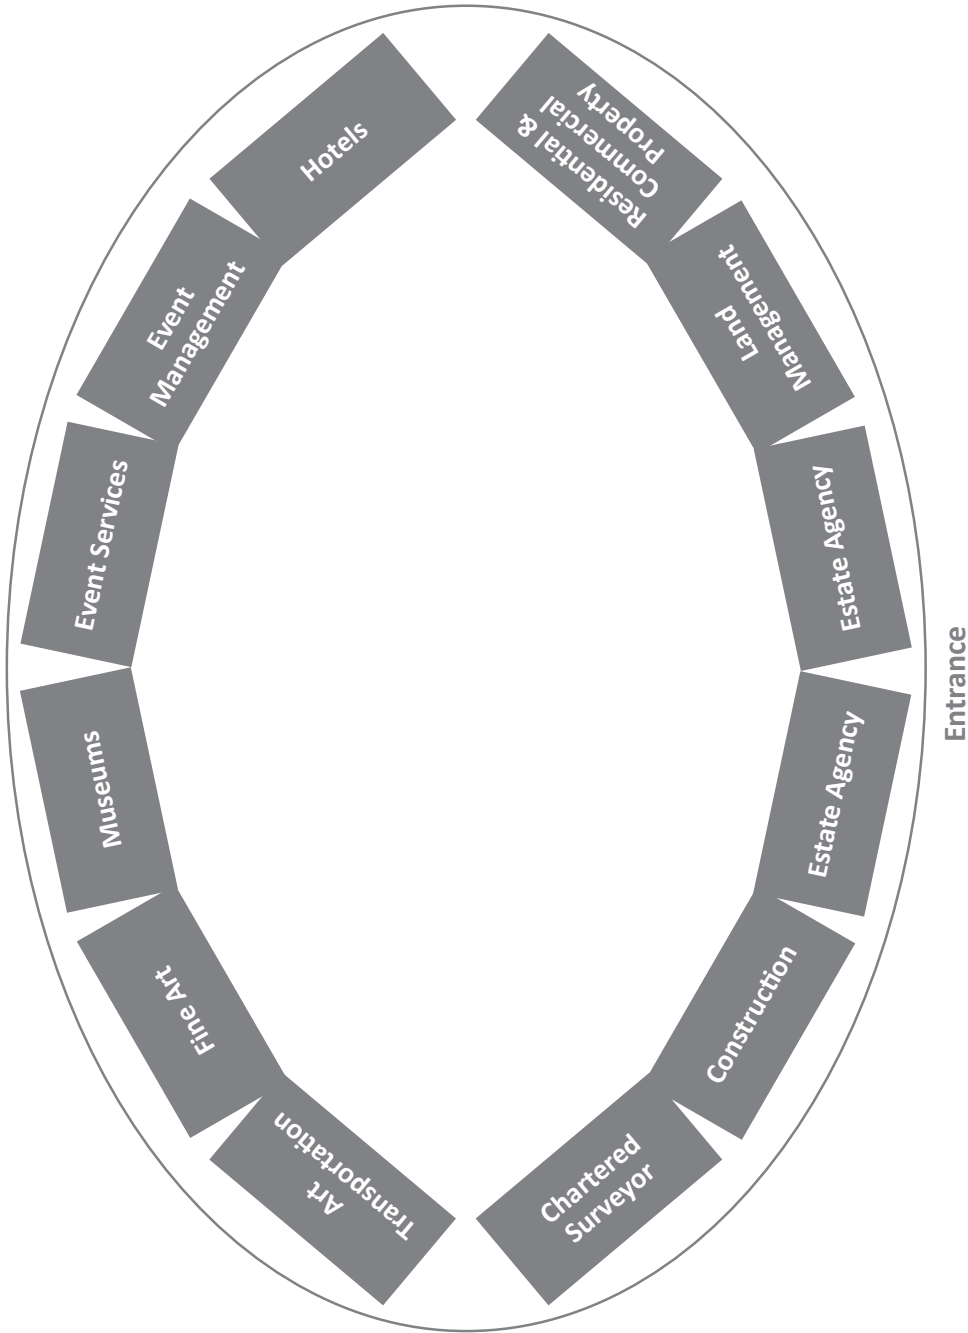 Hotels
Residential &
Commercial
Property
Event
Management
Land
Management
Event Services
Estate Agency
Entrance
Museums
Estate Agency
Fine Art
Construction
Art
Transportation
Chartered
Surveyor